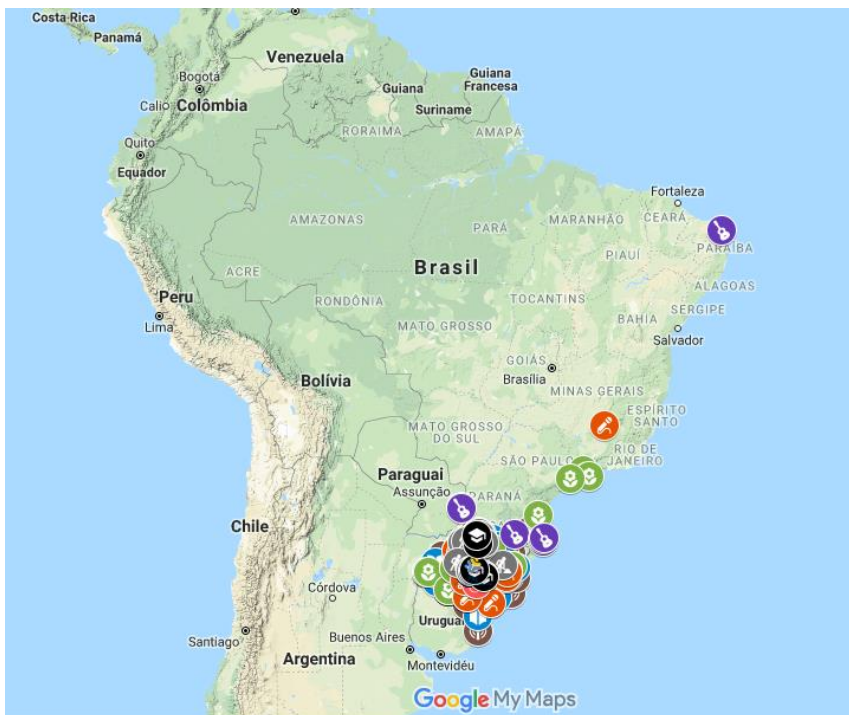 Costa Rica
Panamá
Venezuela
Bogotá
Cali
Colômbia
Guiana
Guiana
Francesa
Suriname
RORAIMA
AMAPÁ
Quito
Equador
Fortaleza
AMAZONAS
PARÁ
MARANHÃO
CEARÁ
PIAUÍ
PARAÍBA
ACRE
Brasil
Peru
RONDÔNIA
TOCANTINS
ALAGOAS
SERGIPE
Lima
MATO GROSSO
BAHIA
Salvador
GOIÁS
Brasília
Bolívia
MINAS GERAIS
ESPÍRITO
SANTO
MATO GROSSO
DO SUL
RIO DE
JANEIRO
SÃO PAULO
Paraguai
Assunção
PARANÁ
Chile
Córdova
Urugua
Santiago
Buenos Aires
Argentina
Montevidéu
Google My Maps